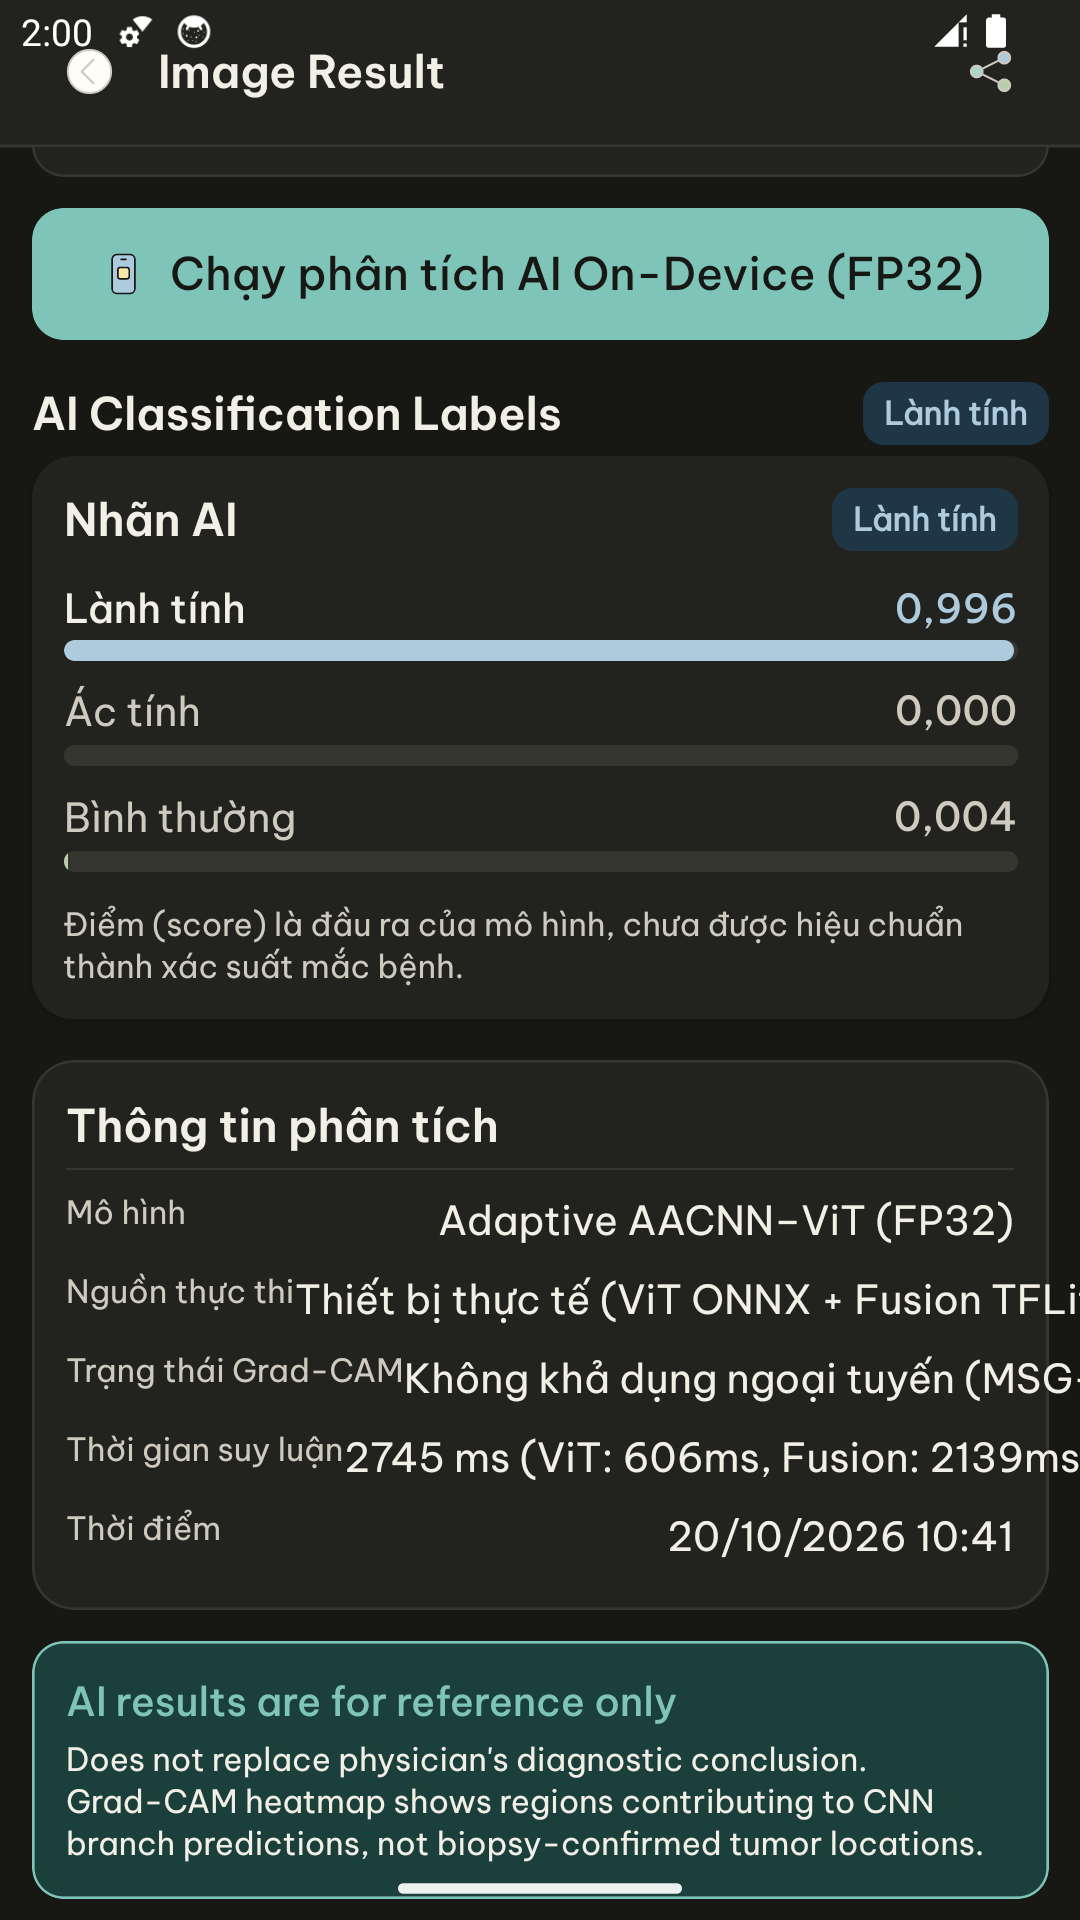 2:00
Image Result
Chạy phân tích AI On-Device (FP32)
AI Classification Labels
Lành tính
Nhãn AI
Lành tính
Lành tính
0,996
Ác tính
0,000
Bình thường
0,004
Điểm (score) là đầu ra của mô hình, chưa được hiệu chuẩn
thành xác suất mắc bệnh.
Thông tin phân tích
Mô hình
Adaptive AACNN–ViT (FP32)
Nguồn thực thi
Thiết bị thực tế (ViT ONNX + Fusion TFLi
Trạng thái Grad-CAM
Không khả dụng ngoại tuyến (MSG-
Thời gian suy luận
2745 ms (ViT: 606ms, Fusion: 2139ms
Thời điểm
20/10/2026 10:41
AI results are for reference only
Does not replace physician's diagnostic conclusion.
Grad-CAM heatmap shows regions contributing to CNN
branch predictions, not biopsy-confirmed tumor locations.